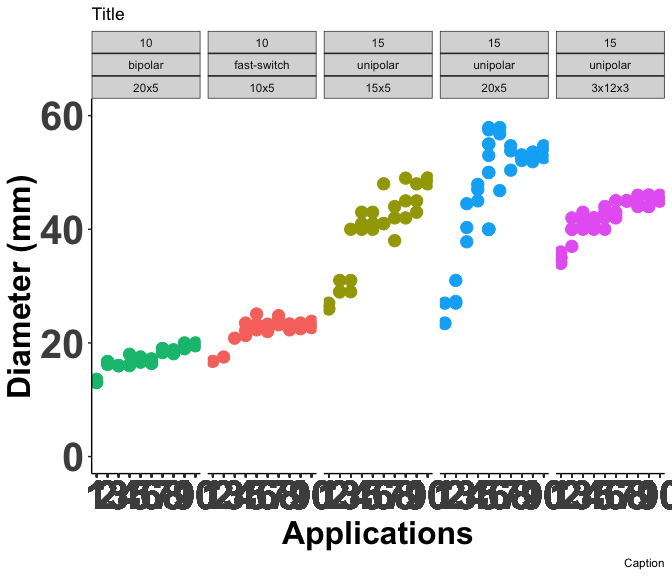 Title
10 10 15 15 15
bipolar fast-switch unipolar unipolar unipolar
20x5 10x5 15x5 20x5 3x12x3
60
40
20
0
Diameter (mm)
Applications
Caption